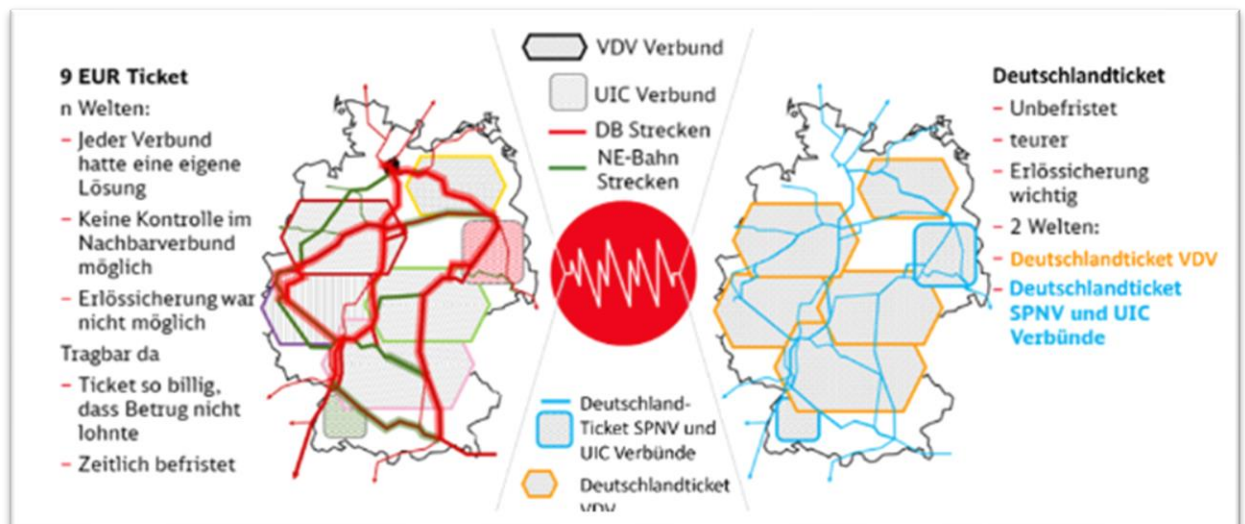 9 EUR Ticket
n Welten:
– Jeder Verbund
hatte eine eigene
Lösung
– Keine Kontrolle im
Nachbarverbund
möglich
– Erlössicherung war
nicht möglich
Tragbar da
– Ticket so billig,
dass Betrug nicht
lohnte
– Zeitlich befristet
VDV Verbund
UIC Verbund
DB Strecken
NE-Bahn
Strecken
Deutschland-
Ticket SPNV und
UIC Verbünde
Deutschlandticket
VDV
Deutschlandticket
– Unbefristet
– teurer
– Erlössicherung
wichtig
– 2 Welten:
– Deutschlandticket VDV
– Deutschlandticket
SPNV und UIC
Verbünde